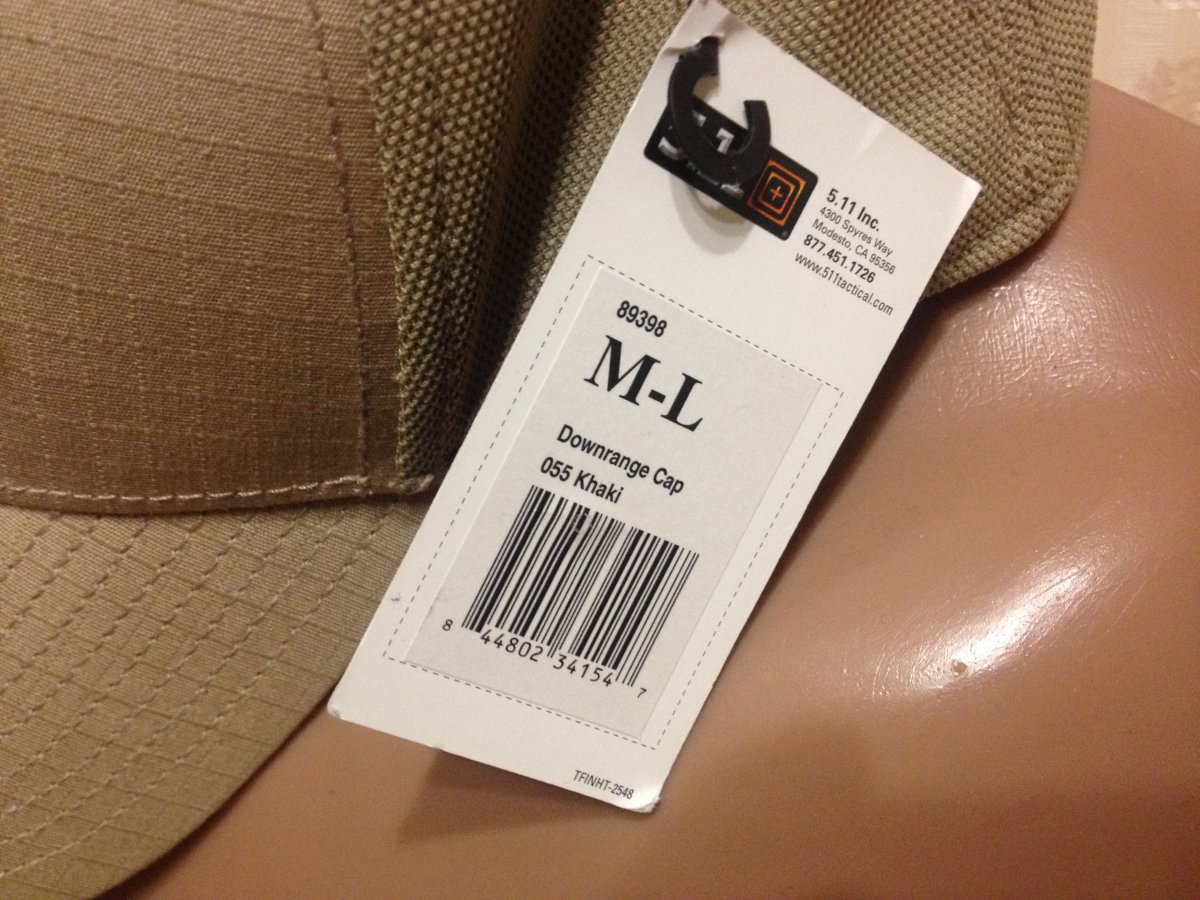 5.11 Inc.
4300 Spyres Way
Modesto, CA 95356
877.451.1726
www.511tactical.com
89398
M-L
Downrange Cap
055 Khaki
8 44802 34154 7
TFINHT-2548